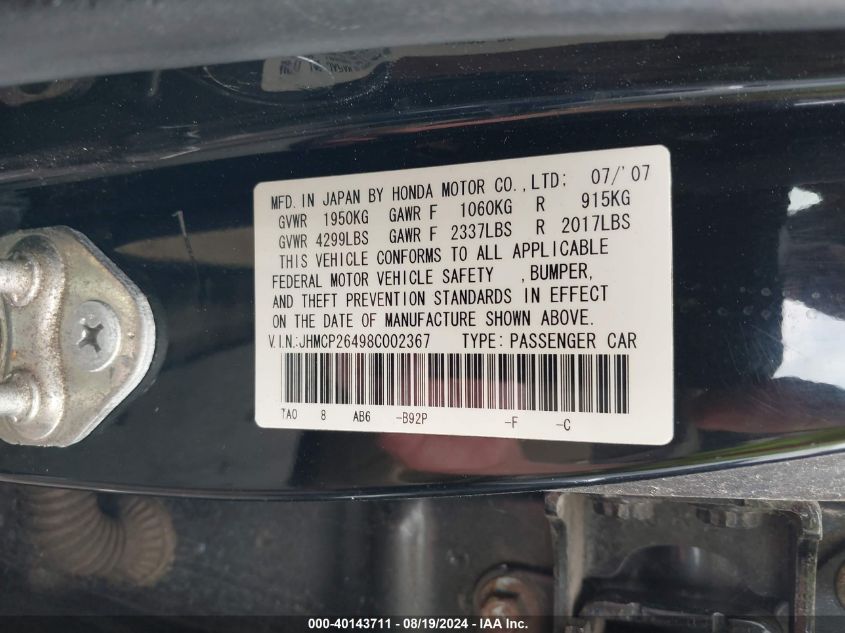 MFD. IN JAPAN BY HONDA MOTOR CO.,LTD; 07/'07
GVWR 1950KG GAWR F 1060KG R 915KG
GVWR 4299LBS GAWR F 2337LBS R 2017LBS
THIS VEHICLE CONFORMS TO ALL APPLICABLE
FEDERAL MOTOR VEHICLE SAFETY ,BUMPER,
AND THEFT PREVENTION STANDARDS IN EFFECT
ON THE DATE OF MANUFACTURE SHOWN ABOVE.
V.I.N.:JHMCP26498C002367 TYPE: PASSENGER CAR
TA0 8 AB6 -B92P -F -C
000-40143711 - 08/19/2024 - IAA Inc.